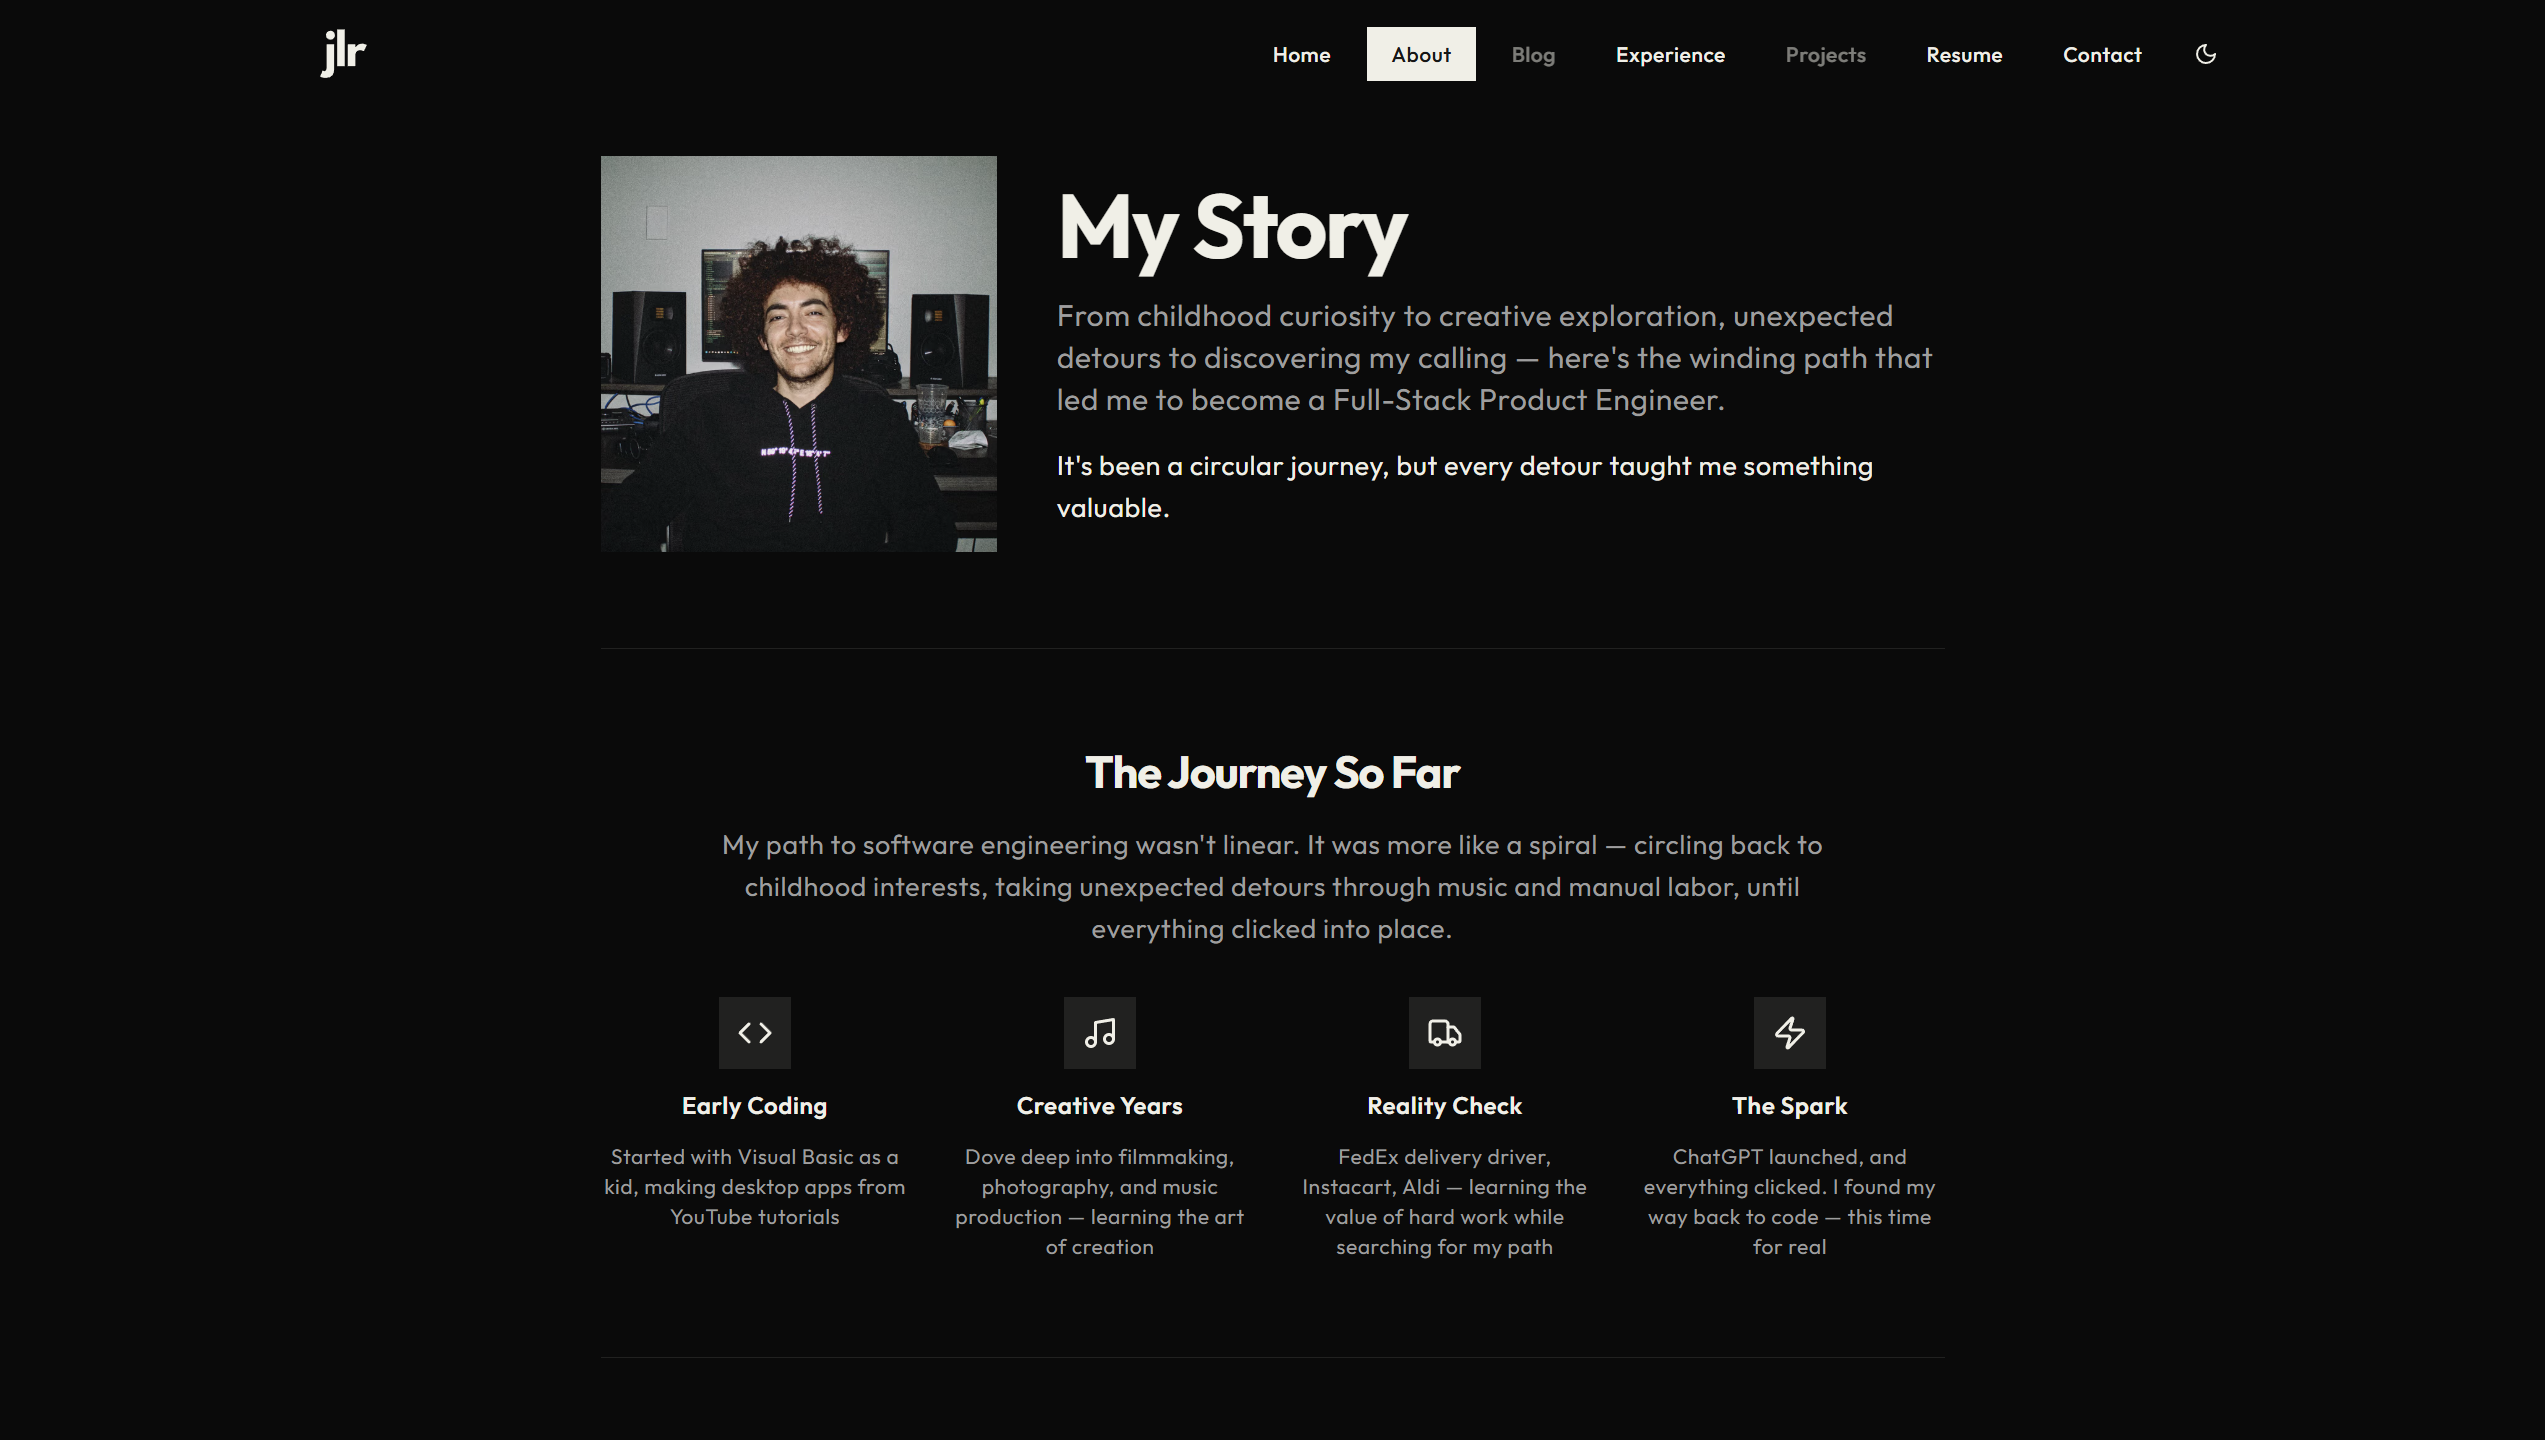 jlr
Home About Blog Experience Projects Resume Contact
My Story
From childhood curiosity to creative exploration, unexpected
detours to discovering my calling — here's the winding path that
led me to become a Full-Stack Product Engineer.
It's been a circular journey, but every detour taught me something
valuable.
The Journey So Far
My path to software engineering wasn't linear. It was more like a spiral — circling back to
childhood interests, taking unexpected detours through music and manual labor, until
everything clicked into place.
Early Coding
Started with Visual Basic as a
kid, making desktop apps from
YouTube tutorials
Creative Years
Dove deep into filmmaking,
photography, and music
production — learning the art
of creation
Reality Check
FedEx delivery driver,
Instacart, Aldi — learning the
value of hard work while
searching for my path
The Spark
ChatGPT launched, and
everything clicked. I found my
way back to code — this time
for real